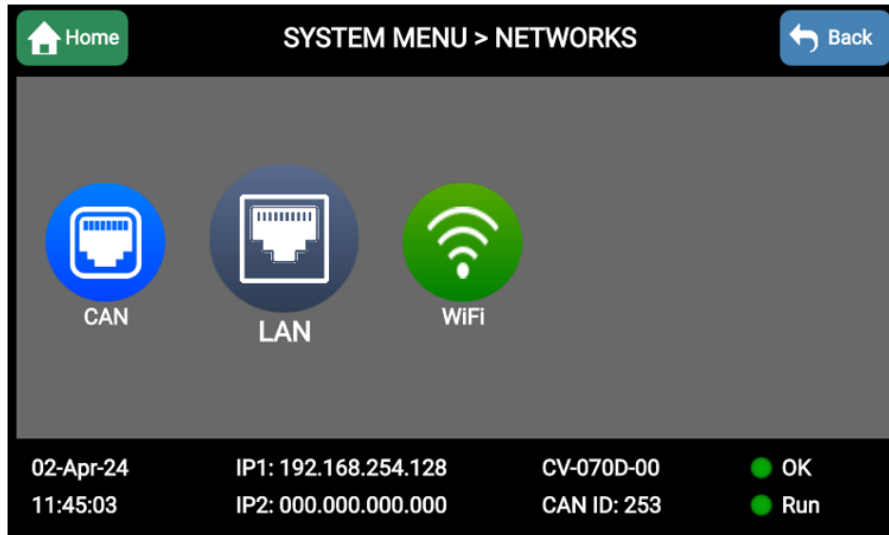 Home
SYSTEM MENU > NETWORKS
Back
CAN
LAN
WiFi
02-Apr-24
IP1: 192.168.254.128
CV-070D-00
OK
11:45:03
IP2: 000.000.000.000
CAN ID: 253
Run